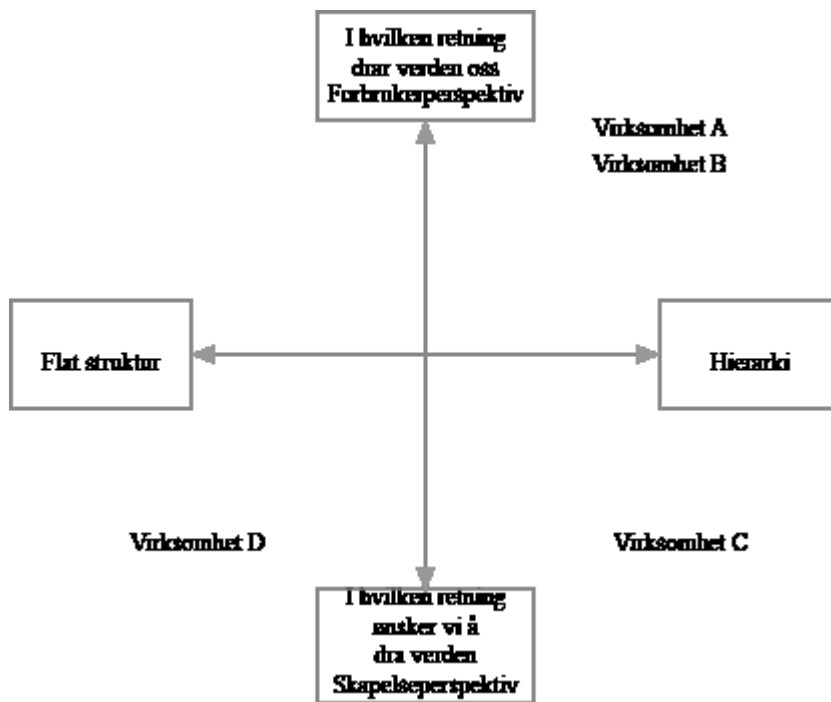 I hvilken retning
drar verden oss
Forbrukerperspektiv
Virksomhet A
Virksomhet B
Flat struktur
Hierarki
Virksomhet D
Virksomhet C
I hvilken retning
ønsker vi å
dra verden
Skapelseperspektiv